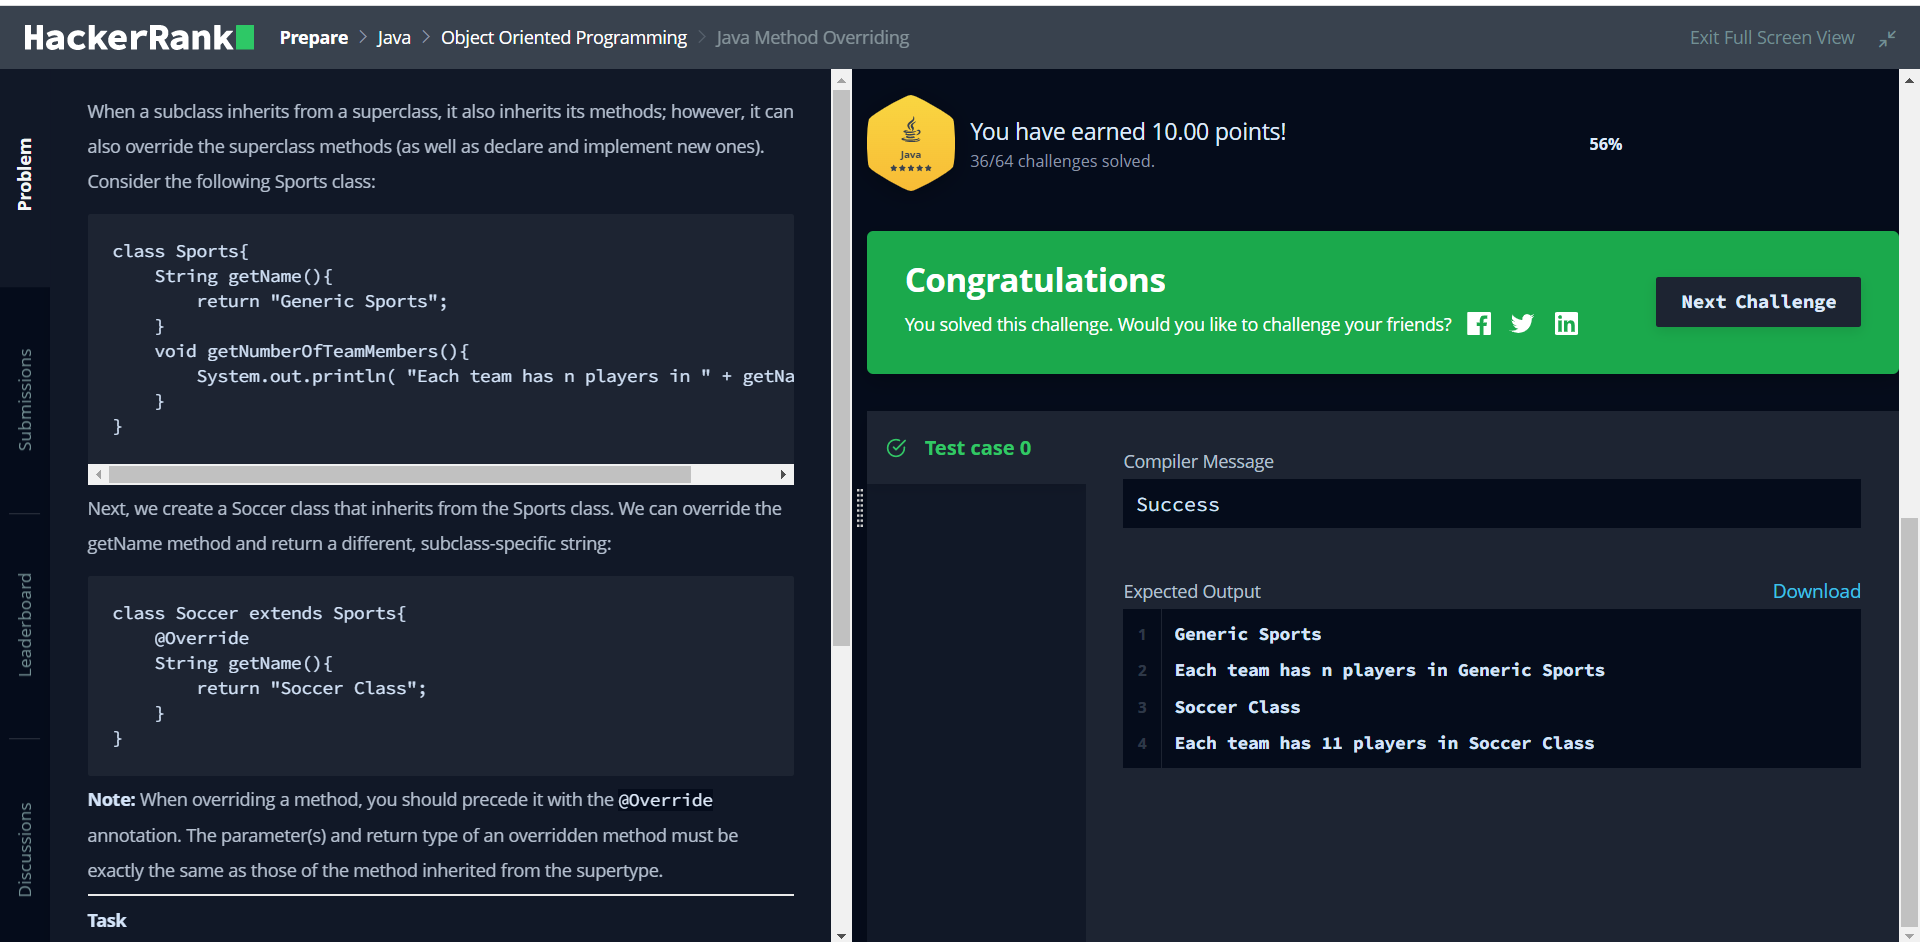 HackerRank
Prepare > Java > Object Oriented Programming > Java Method Overriding
Exit Full Screen View
Problem
Submissions
Leaderboard
Discussions
When a subclass inherits from a superclass, it also inherits its methods; however, it can
also override the superclass methods (as well as declare and implement new ones).
Consider the following Sports class:
class Sports{
    String getName(){
        return "Generic Sports";
    }
    void getNumberOfTeamMembers(){
        System.out.println( "Each team has n players in " + getNa
    }
}
Next, we create a Soccer class that inherits from the Sports class. We can override the
getName method and return a different, subclass-specific string:
class Soccer extends Sports{
    @Override
    String getName(){
        return "Soccer Class";
    }
}
Note: When overriding a method, you should precede it with the @Override
annotation. The parameter(s) and return type of an overridden method must be
exactly the same as those of the method inherited from the supertype.
Task
Java
You have earned 10.00 points!
36/64 challenges solved.
56%
Congratulations
You solved this challenge. Would you like to challenge your friends?
Next Challenge
Test case 0
Compiler Message
Success
Expected Output
Download
1 Generic Sports
2 Each team has n players in Generic Sports
3 Soccer Class
4 Each team has 11 players in Soccer Class